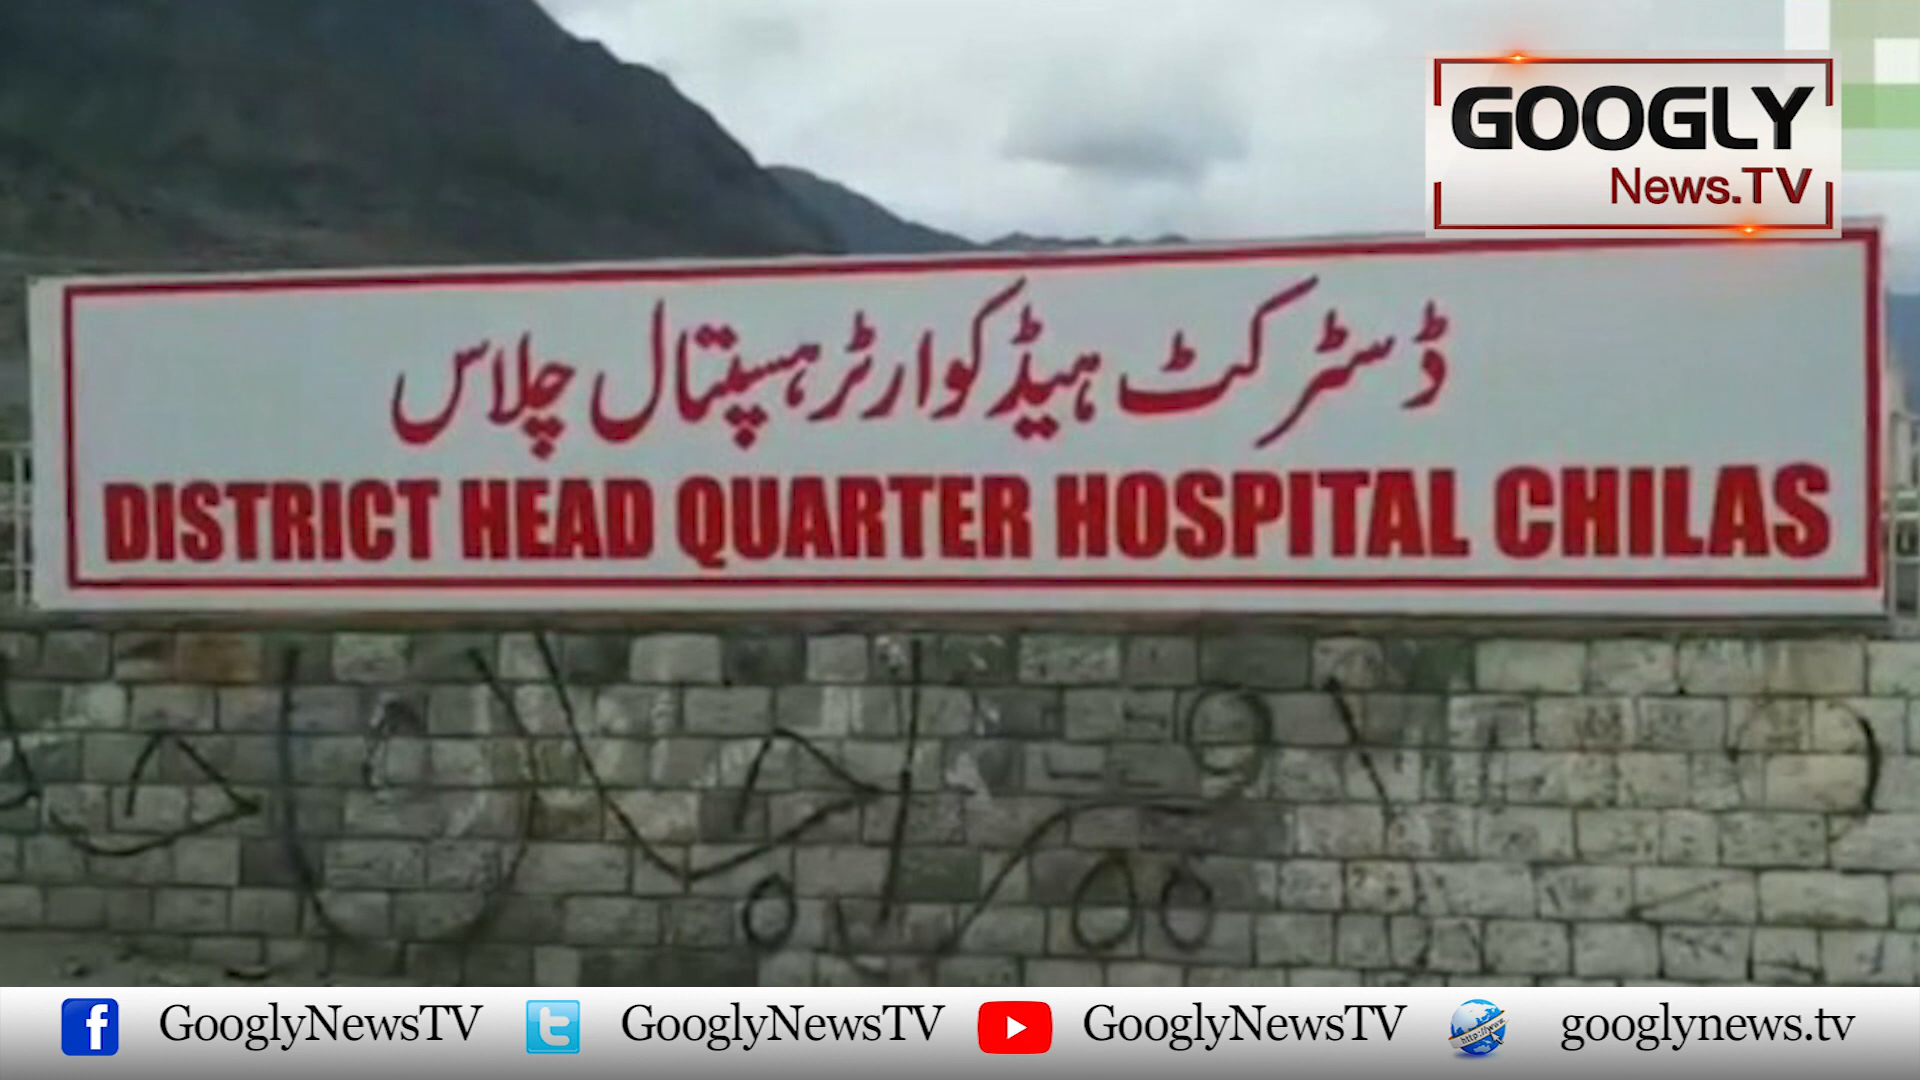 GOOGLY
News.TV
ڈسٹرکٹ ہیڈکوارٹر ہسپتال چلاس
DISTRICT HEAD QUARTER HOSPITAL CHILAS
GooglyNewsTV GooglyNewsTV GooglyNewsTV googlynews.tv